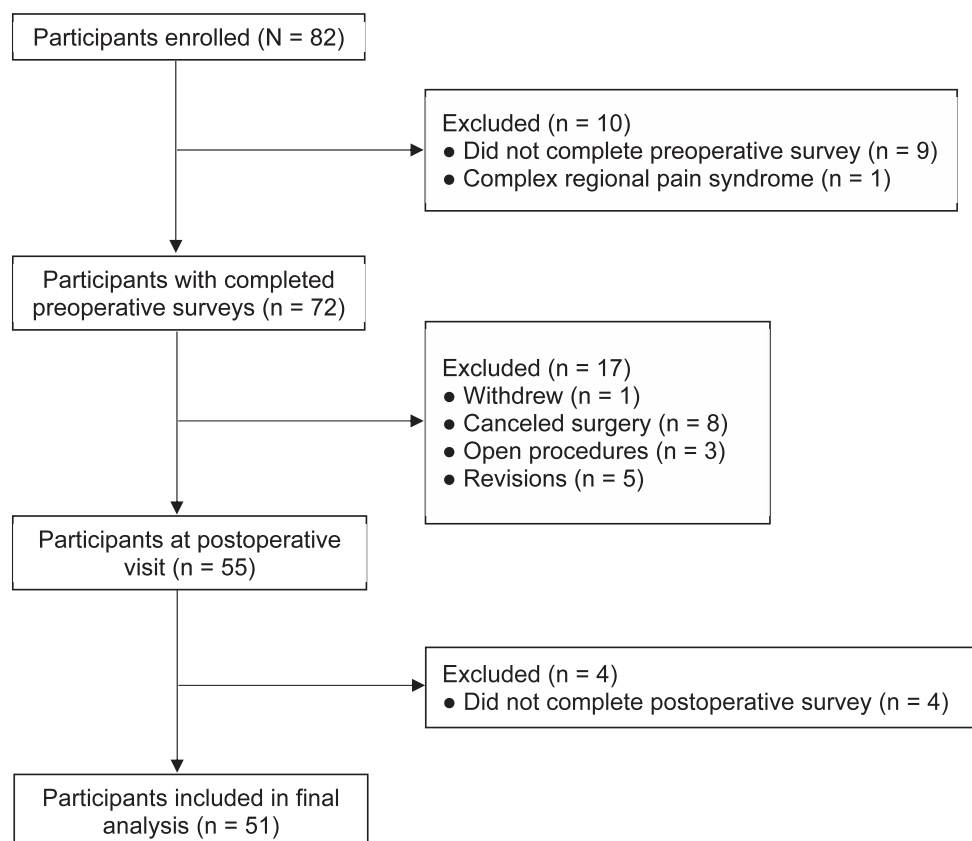 Participants enrolled (N = 82)
Excluded (n = 10)
● Did not complete preoperative survey (n = 9)
● Complex regional pain syndrome (n = 1)
Participants with completed
preoperative surveys (n = 72)
Excluded (n = 17)
● Withdrew (n = 1)
● Canceled surgery (n = 8)
● Open procedures (n = 3)
● Revisions (n = 5)
Participants at postoperative
visit (n = 55)
Excluded (n = 4)
● Did not complete postoperative survey (n = 4)
Participants included in final
analysis (n = 51)